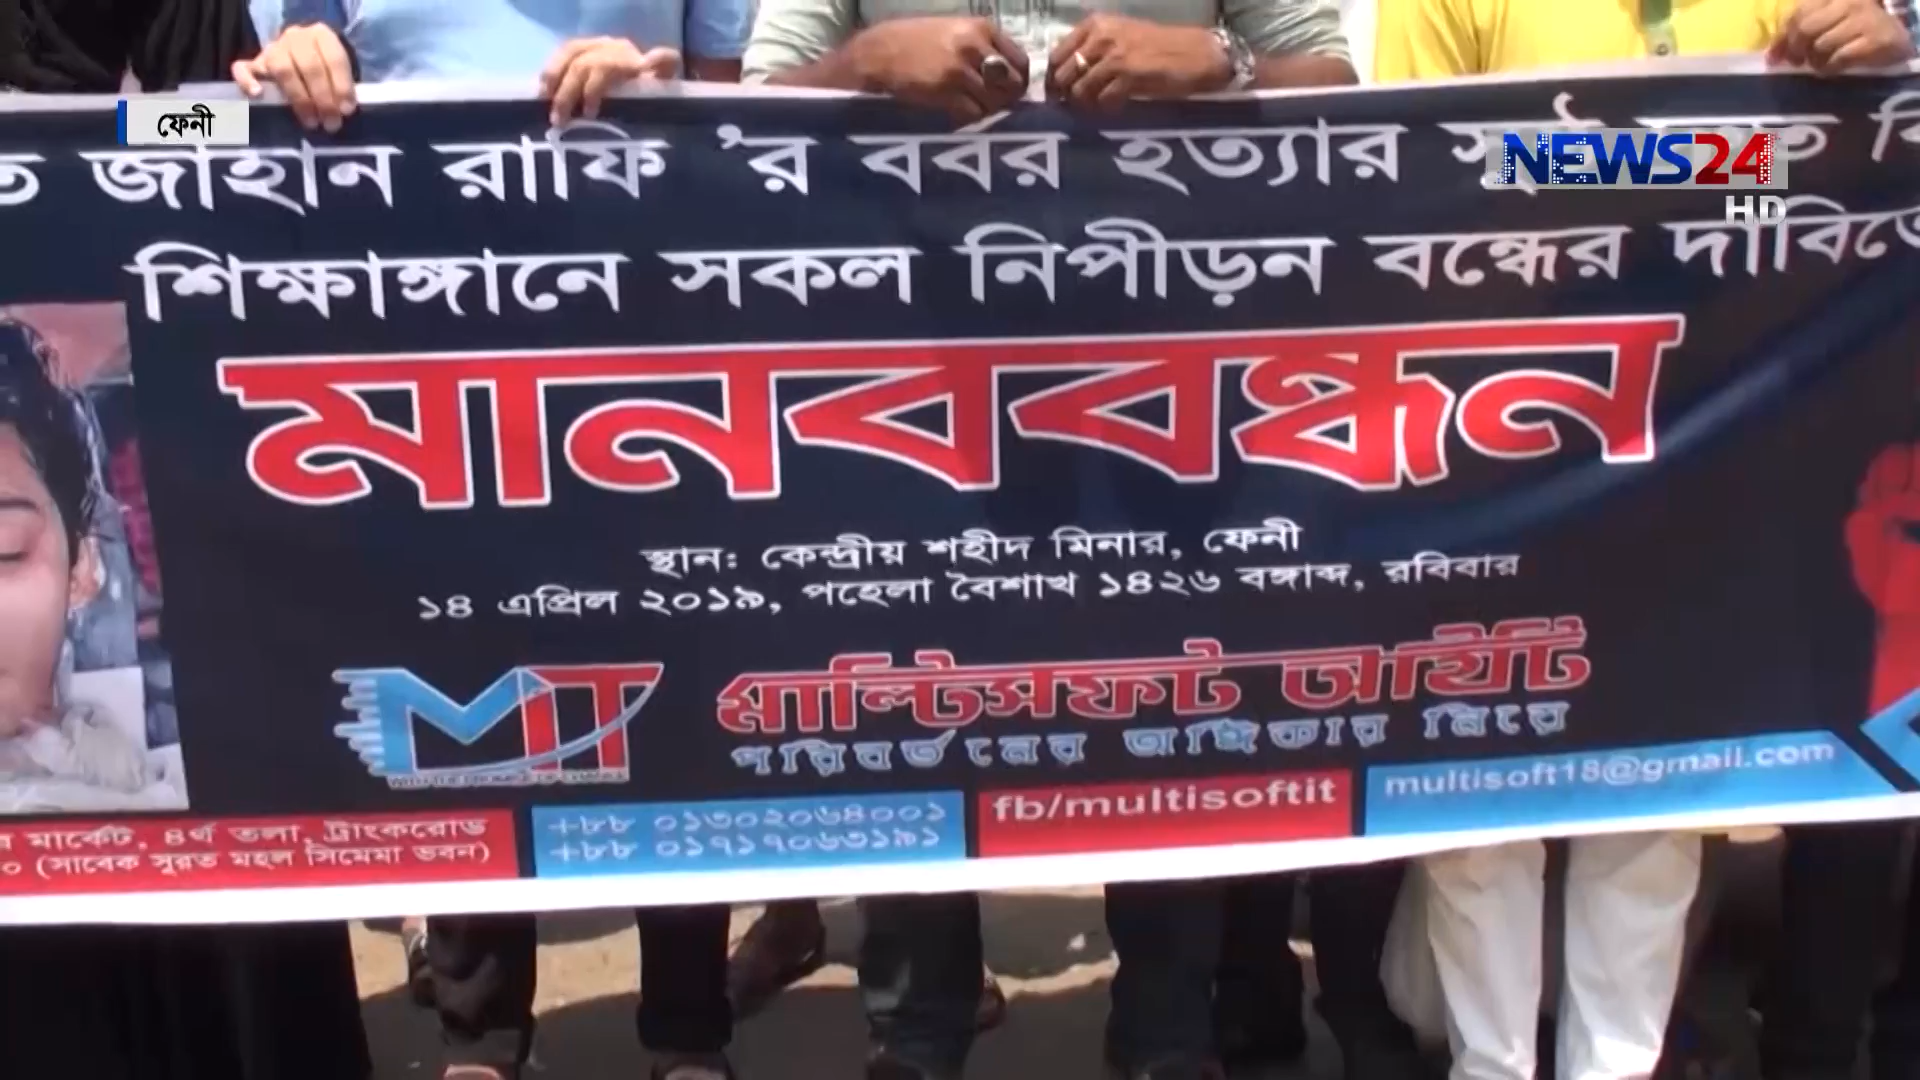 ফেনী
NEWS24
HD
জাহান রাফি 'র বর্বর হত্যার
শিক্ষাঙ্গানে সকল নিপীড়ন বন্ধের দাবিতে
মানববন্ধন
স্থান: কেন্দ্রীয় শহীদ মিনার, ফেনী
১৪ এপ্রিল ২০১৯, পহেলা বৈশাখ ১৪২৬ বঙ্গাব্দ, রবিবার
MIT
মাল্টিসফট আইটি
পরিবর্তনের অঙ্গিকার নিয়ে
মার্কেট, ৪র্থ তলা, ট্রাংকরোড
(সাবেক সুরত মহল সিমেমা ভবন)
+৮৮ ০১৩০২০৬৪০০১
+৮৮ ০১৭১৭০৬৩১৯১
fb/multisoftit
multisoft18@gmail.com